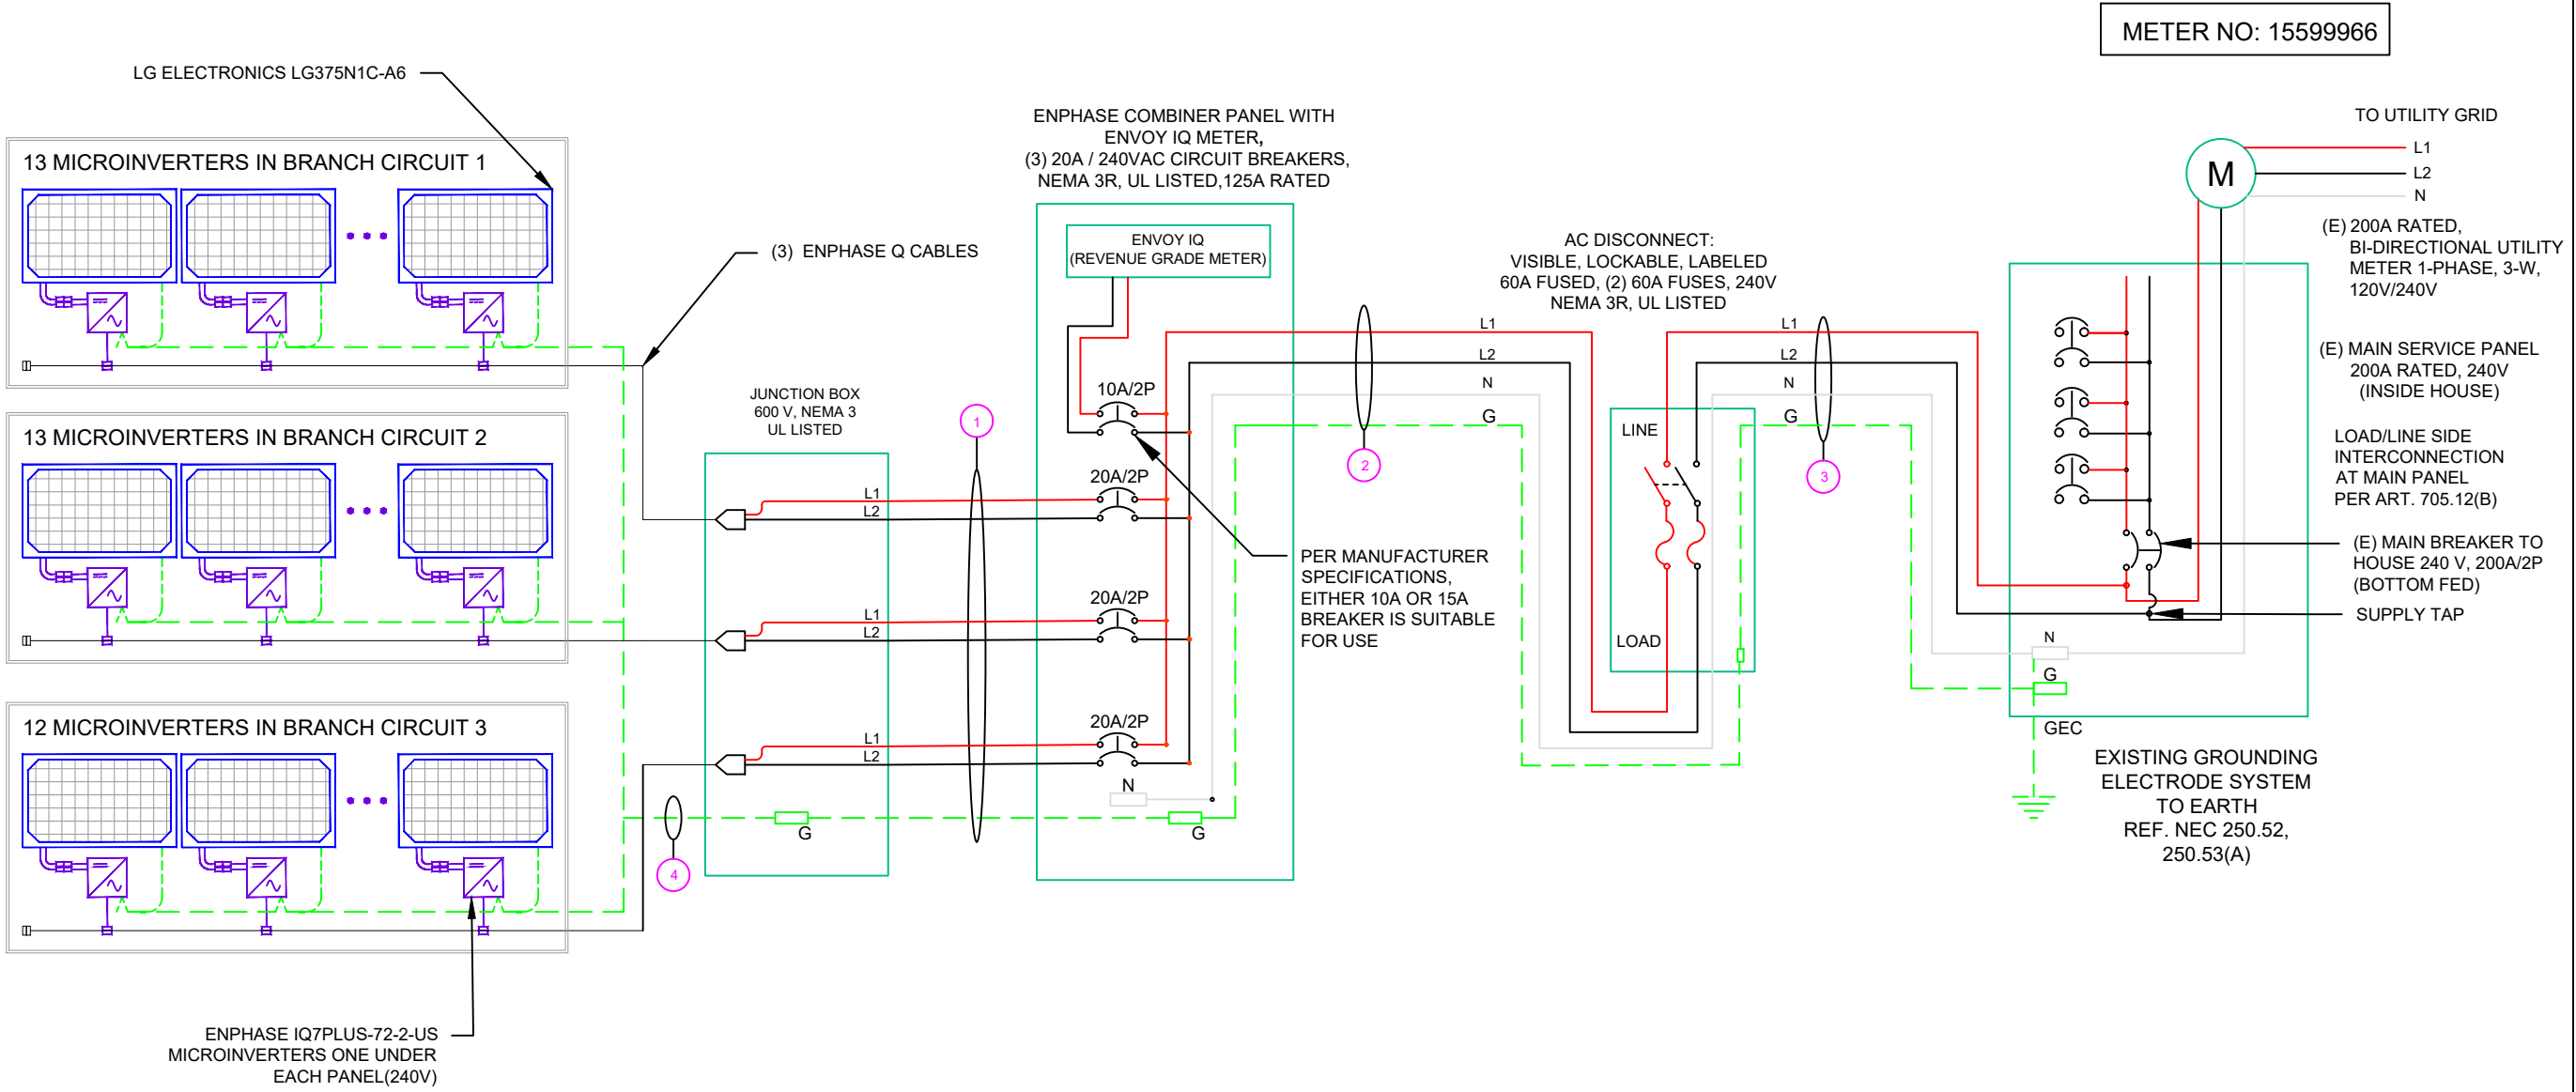 METER NO: 15599966
LG ELECTRONICS LG375N1C-A6
13 MICROINVERTERS IN BRANCH CIRCUIT 1
13 MICROINVERTERS IN BRANCH CIRCUIT 2
12 MICROINVERTERS IN BRANCH CIRCUIT 3
ENPHASE IQ7PLUS-72-2-US
MICROINVERTERS ONE UNDER
EACH PANEL(240V)
(3) ENPHASE Q CABLES
4
JUNCTION BOX
600 V, NEMA 3
UL LISTED
L1
L2
L1
L2
L1
L2
G
1
ENPHASE COMBINER PANEL WITH
ENVOY IQ METER,
(3) 20A / 240VAC CIRCUIT BREAKERS,
NEMA 3R, UL LISTED,125A RATED
ENVOY IQ
(REVENUE GRADE METER)
10A/2P
20A/2P
20A/2P
20A/2P
N
G
PER MANUFACTURER
SPECIFICATIONS,
EITHER 10A OR 15A
BREAKER IS SUITABLE
FOR USE
2
L1
L2
N
G
AC DISCONNECT:
VISIBLE, LOCKABLE, LABELED
60A FUSED, (2) 60A FUSES, 240V
NEMA 3R, UL LISTED
LINE
LOAD
L1
L2
N
G
3
TO UTILITY GRID
M
L1
L2
N
(E) 200A RATED,
BI-DIRECTIONAL UTILITY
METER 1-PHASE, 3-W,
120V/240V
(E) MAIN SERVICE PANEL
200A RATED, 240V
(INSIDE HOUSE)
LOAD/LINE SIDE
INTERCONNECTION
AT MAIN PANEL
PER ART. 705.12(B)
(E) MAIN BREAKER TO
HOUSE 240 V, 200A/2P
(BOTTOM FED)
SUPPLY TAP
N
G
GEC
EXISTING GROUNDING
ELECTRODE SYSTEM
TO EARTH
REF. NEC 250.52,
250.53(A)